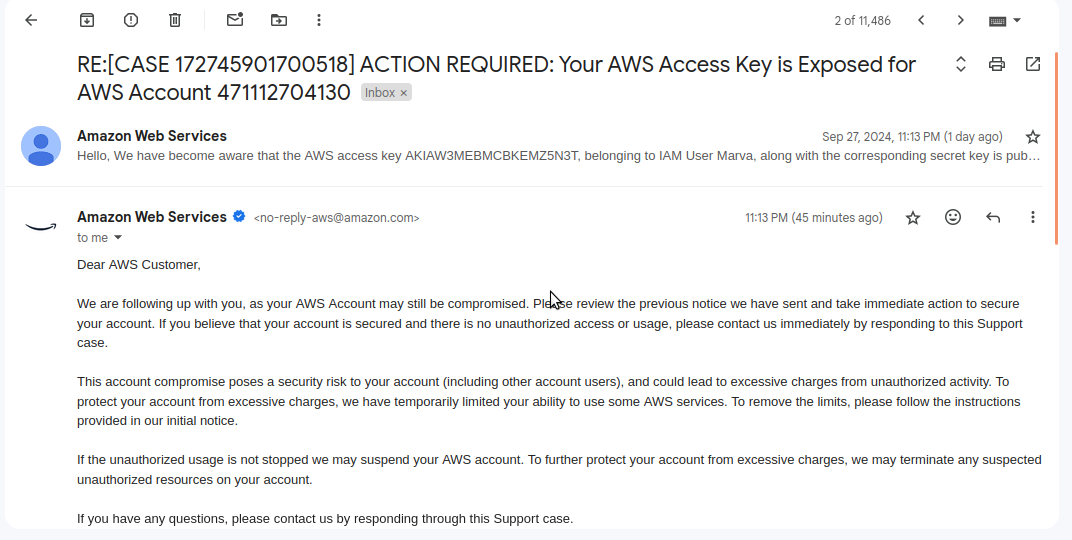 2 of 11,486
RE:[CASE 172745901700518] ACTION REQUIRED: Your AWS Access Key is Exposed for
AWS Account 471112704130 Inbox ×
Amazon Web Services
Sep 27, 2024, 11:13 PM (1 day ago)
Hello, We have become aware that the AWS access key AKIAW3MEBMCBKEMZ5N3T, belonging to IAM User Marva, along with the corresponding secret key is pub…
Amazon Web Services <no-reply-aws@amazon.com>
11:13 PM (45 minutes ago)
to me
Dear AWS Customer,
We are following up with you, as your AWS Account may still be compromised. Please review the previous notice we have sent and take immediate action to secure
your account. If you believe that your account is secured and there is no unauthorized access or usage, please contact us immediately by responding to this Support
case.
This account compromise poses a security risk to your account (including other account users), and could lead to excessive charges from unauthorized activity. To
protect your account from excessive charges, we have temporarily limited your ability to use some AWS services. To remove the limits, please follow the instructions
provided in our initial notice.
If the unauthorized usage is not stopped we may suspend your AWS account. To further protect your account from excessive charges, we may terminate any suspected
unauthorized resources on your account.
If you have any questions, please contact us by responding through this Support case.